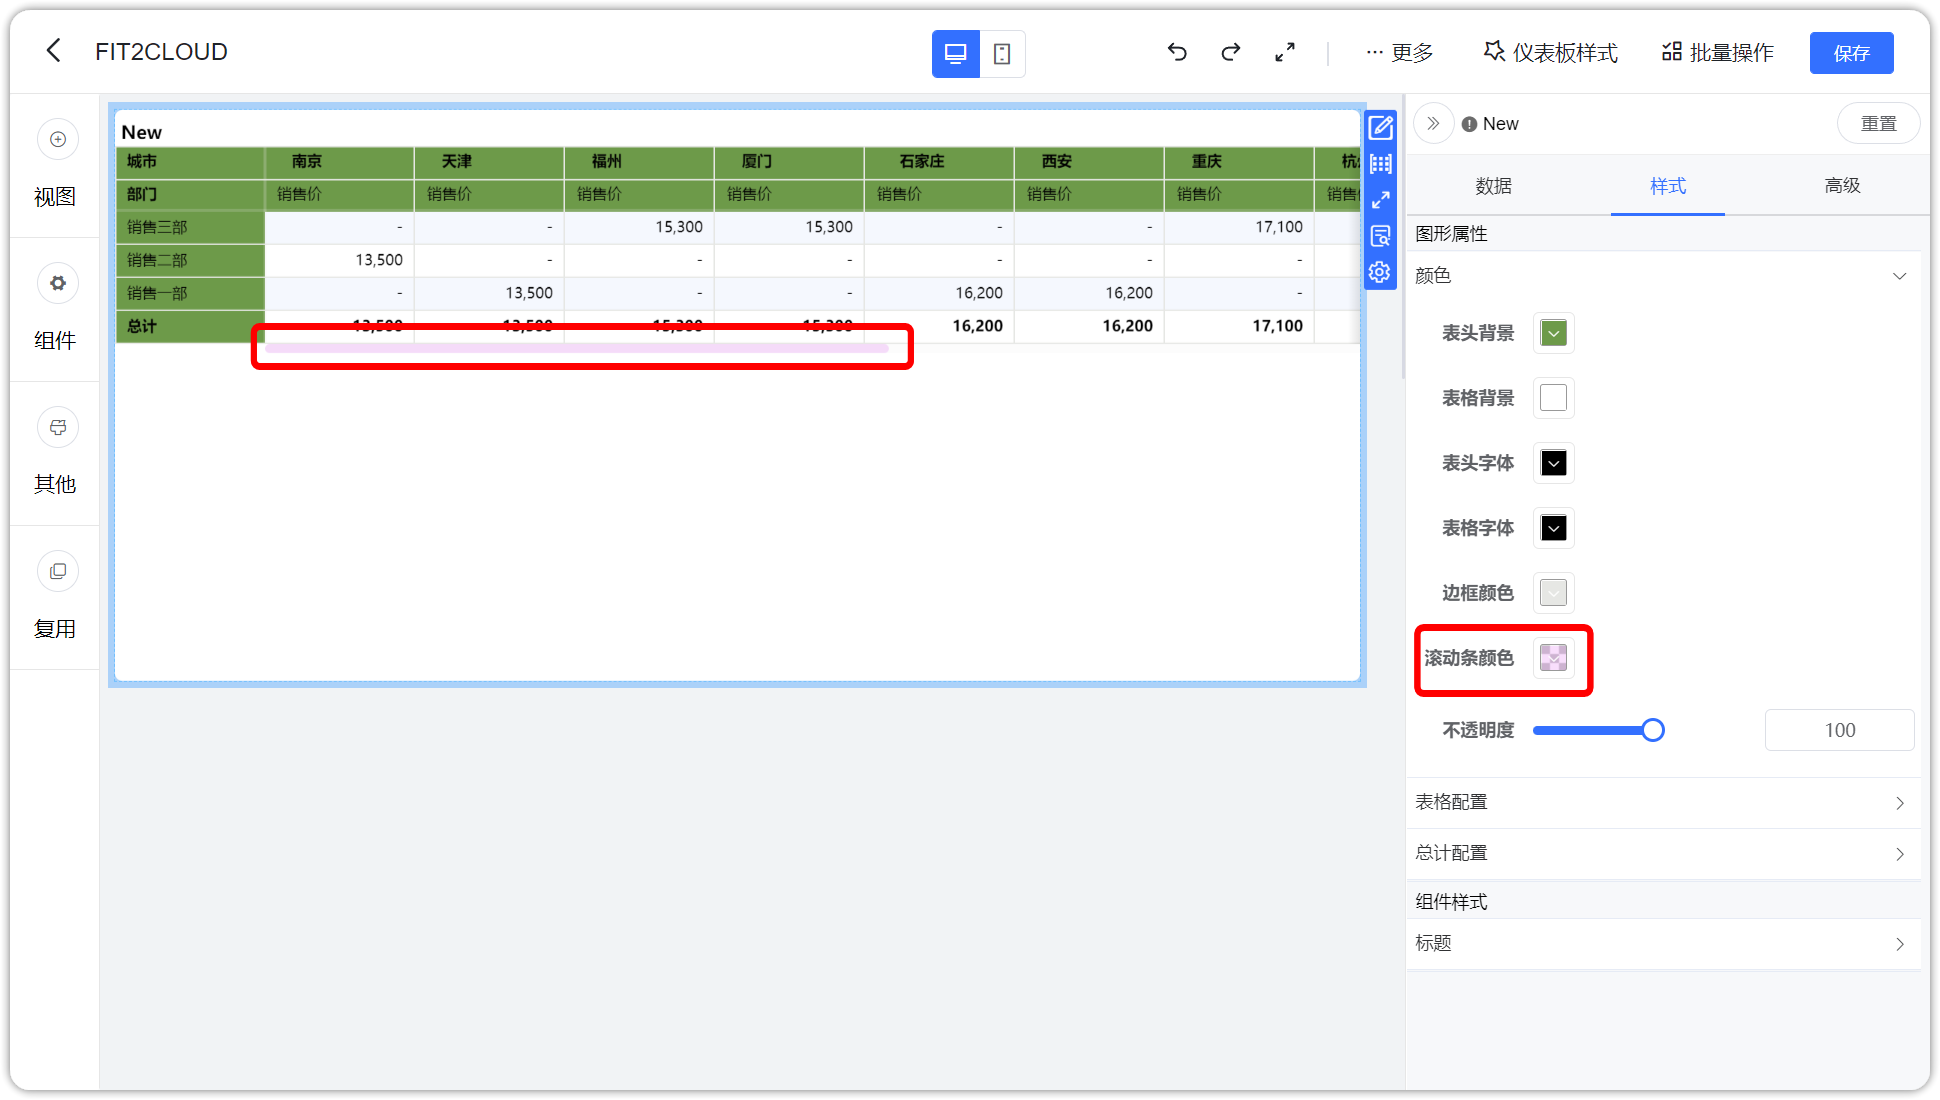 FIT2CLOUD
更多
仪表板样式
批量操作
保存
视图
组件
其他
复用
New
城市 南京 天津 福州 厦门 石家庄 西安 重庆
部门 销售价 销售价 销售价 销售价 销售价 销售价 销售价 销售
销售三部 - - 15,300 15,300 - - 17,100
销售二部 13,500 - - - - - -
销售一部 - 13,500 - - 16,200 16,200 -
总计 13,500 13,500 15,300 15,300 16,200 16,200 17,100
New
重置
数据 样式 高级
图形属性
颜色
表头背景
表格背景
表头字体
表格字体
边框颜色
滚动条颜色
不透明度 100
表格配置
总计配置
组件样式
标题